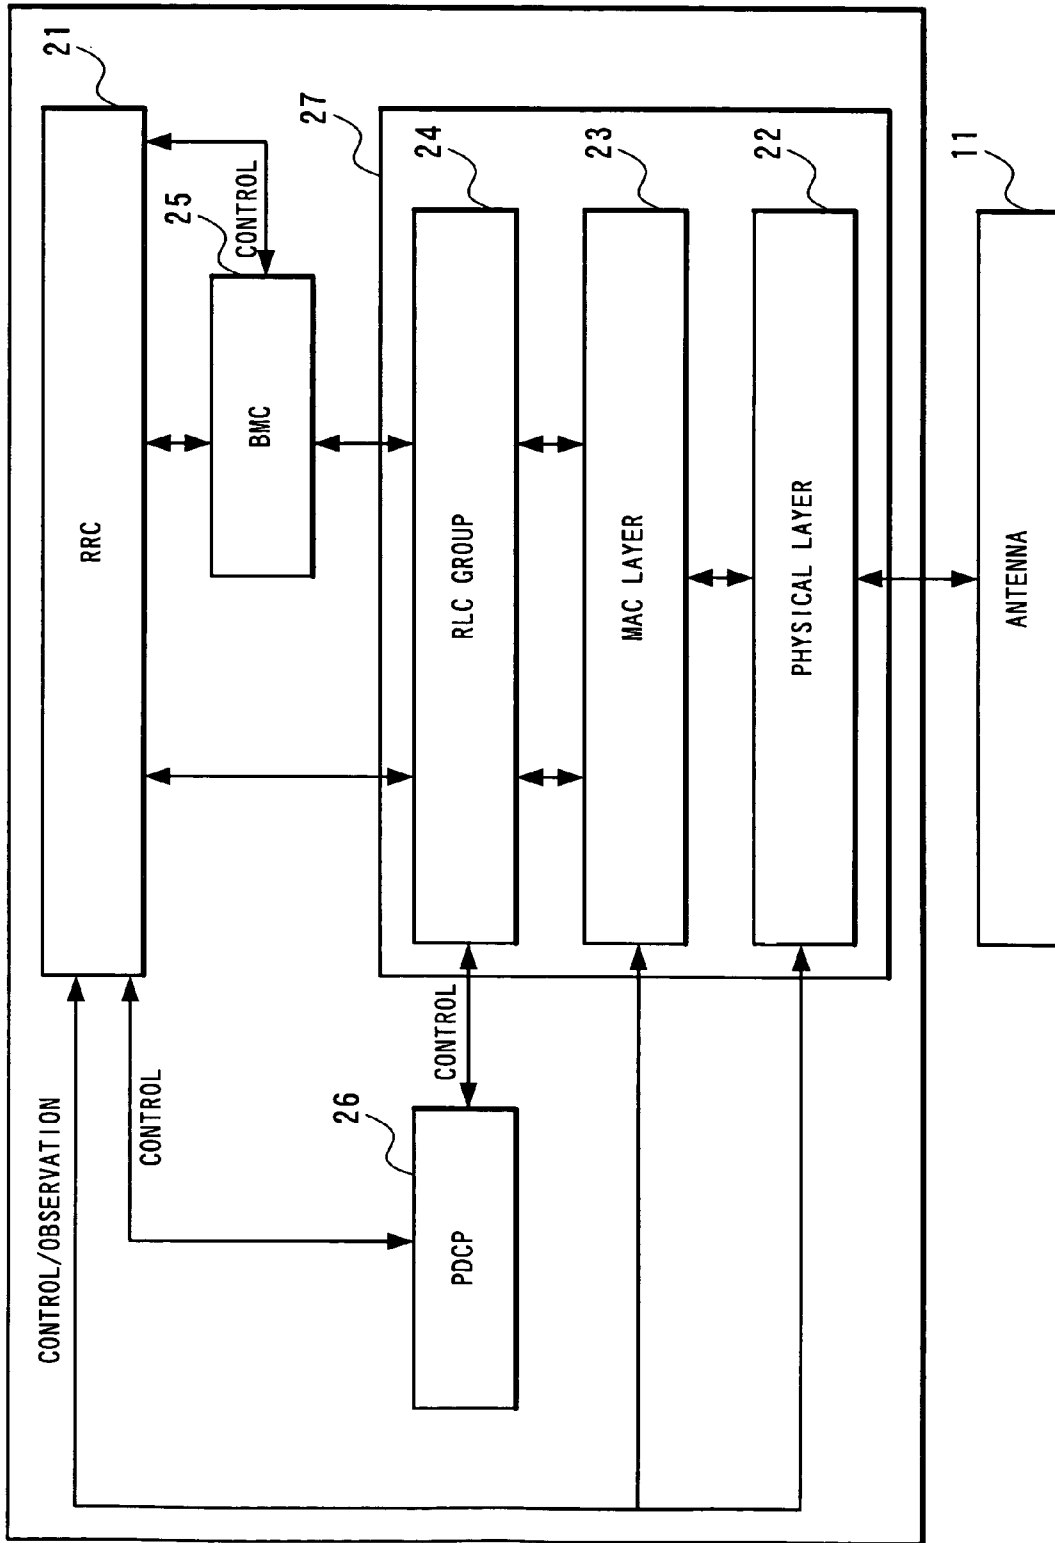 CONTROL/OBSERVATION
CONTROL
RRC
21
CONTROL
25
BMC
27
26
PDCP
CONTROL
24
RLC GROUP
23
MAC LAYER
22
PHYSICAL LAYER
11
ANTENNA